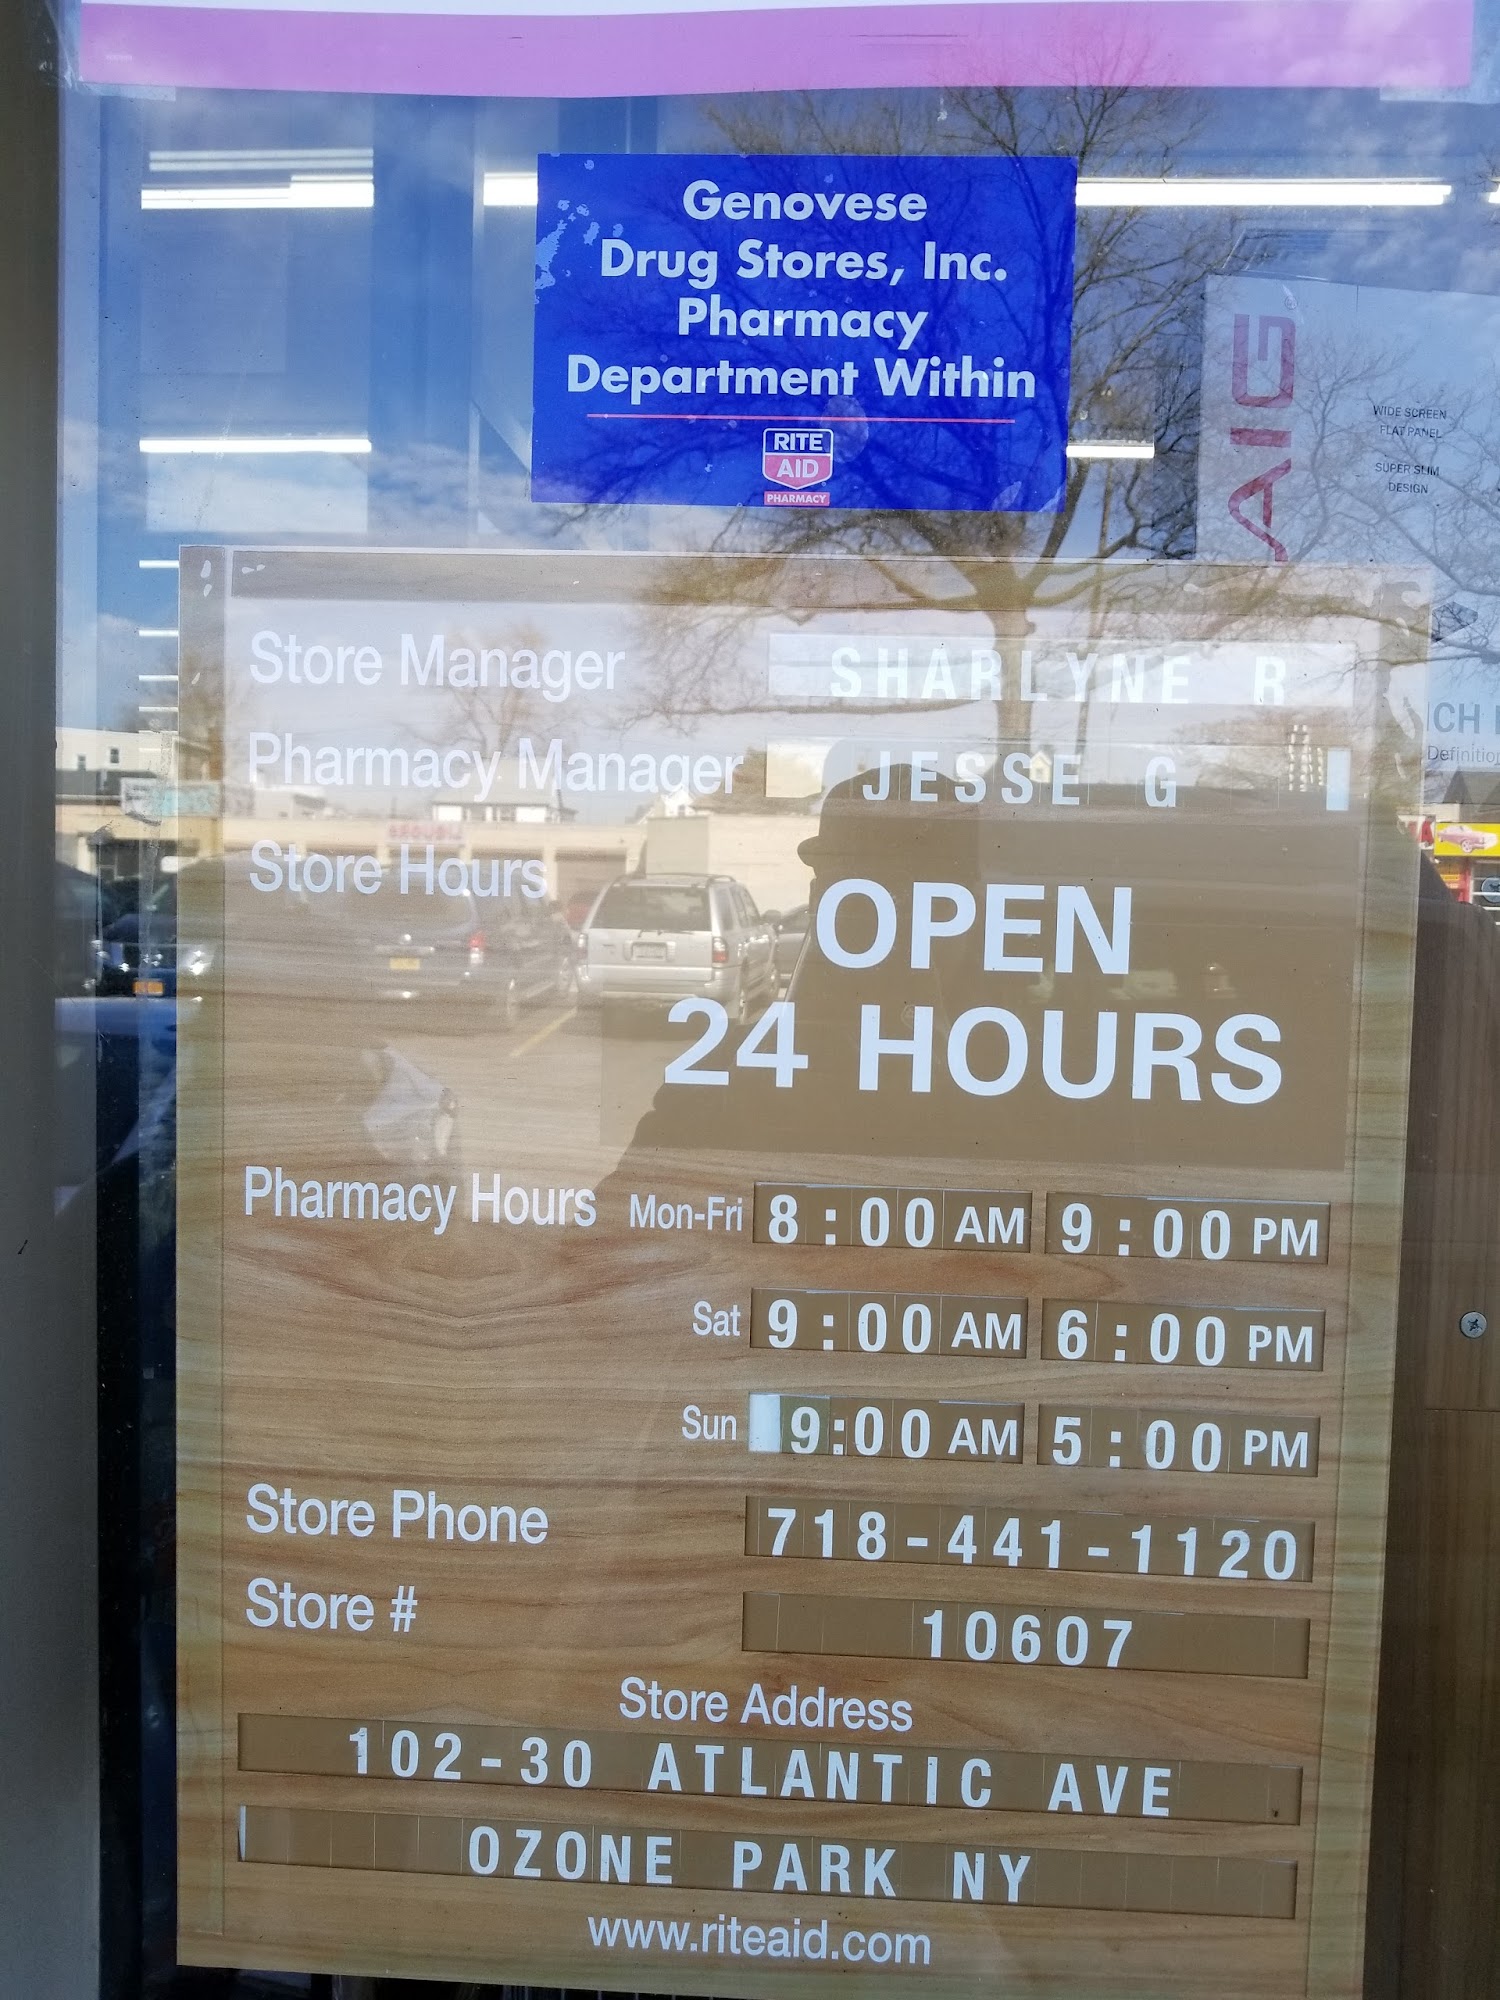 Genovese
Drug Stores, Inc.
Pharmacy
Department Within
RITE
AID
PHARMACY
AIG
WIDE SCREEN
FLAT PANEL
SUPER SLIM
DESIGN
Store Manager SHARLYNE R
Pharmacy Manager JESSE G
Store Hours
OPEN
24 HOURS
Pharmacy Hours Mon-Fri 8:00 AM 9:00 PM
Sat 9:00 AM 6:00 PM
Sun 9:00 AM 5:00 PM
Store Phone 718-441-1120
Store # 10607
Store Address
102-30 ATLANTIC AVE
OZONE PARK NY
www.riteaid.com